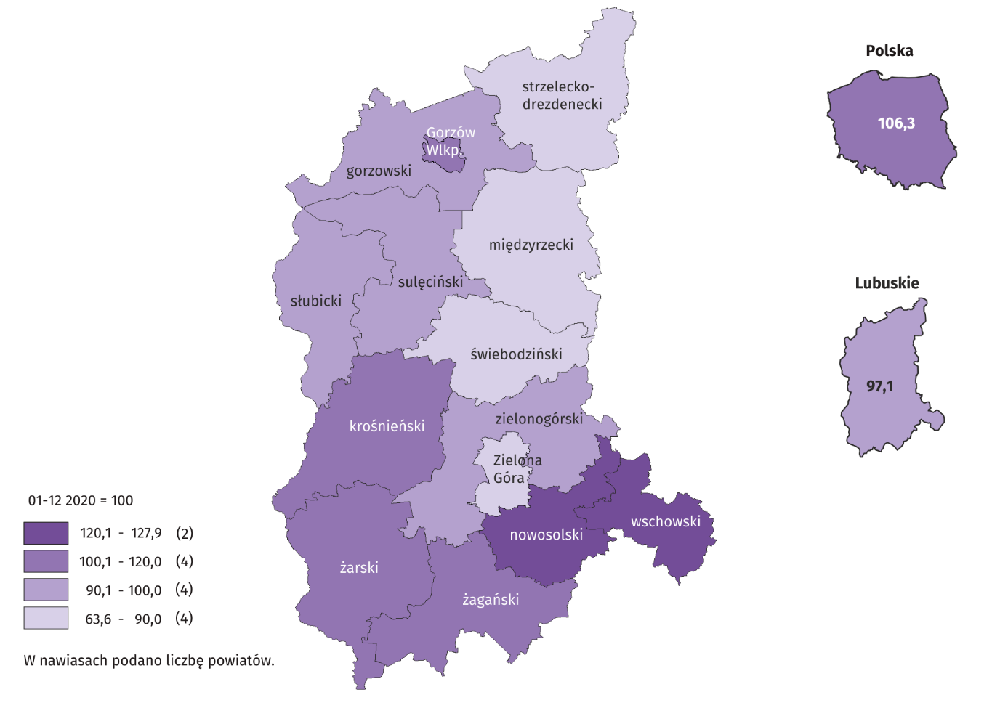 Polska
106,3
Lubuskie
97,1
strzelecko-
drezdenecki
Gorzów
Wlkp.
gorzowski
międzyrzecki
sulęciński
słubicki
świebodziński
zielonogórski
krośnieński
Zielona
Góra
wschowski
nowosolski
żarski
żagański
01-12 2020 = 100
120,1 - 127,9 (2)
100,1 - 120,0 (4)
90,1 - 100,0 (4)
63,6 - 90,0 (4)
W nawiasach podano liczbę powiatów.